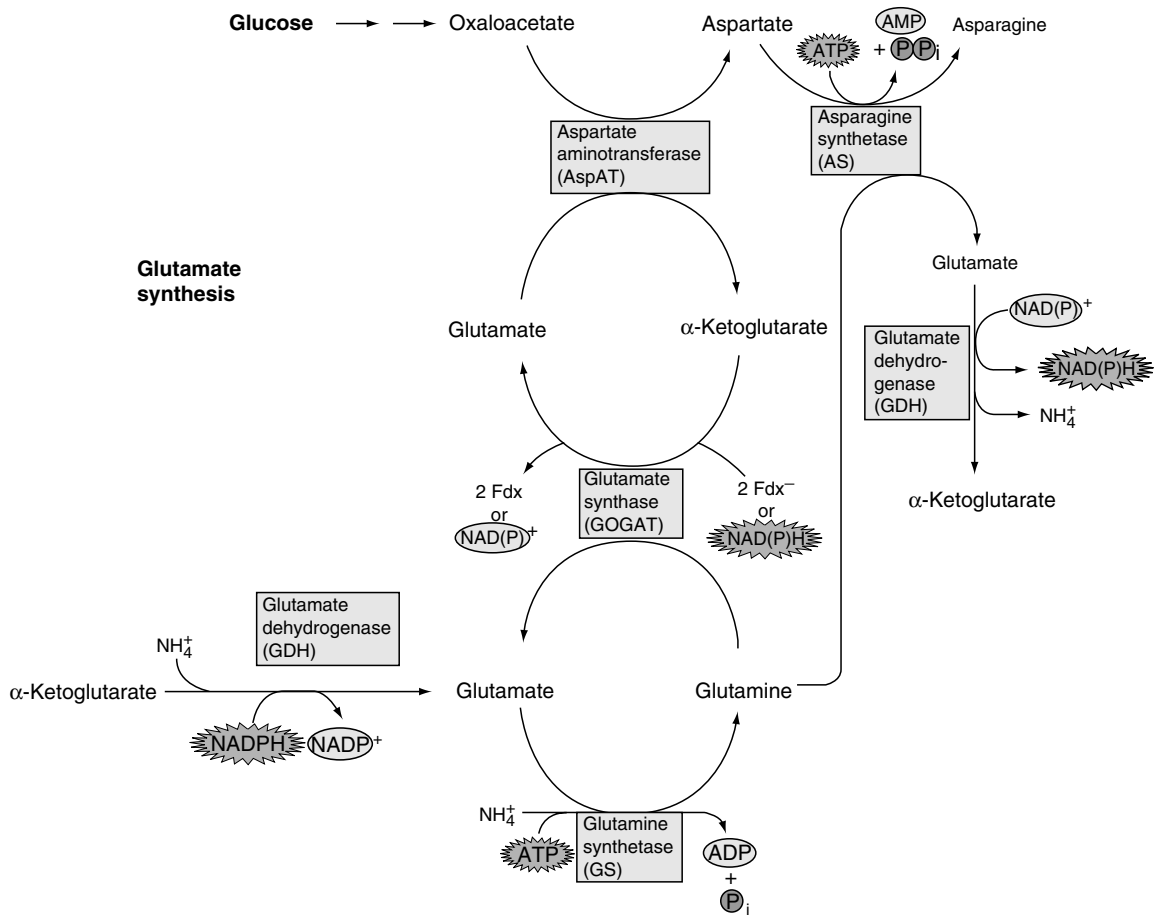 Glucose
Oxaloacetate
Aspartate
AMP
Asparagine
ATP
+ P P i
Aspartate
aminotransferase
(AspAT)
Asparagine
synthetase
(AS)
Glutamate
synthesis
Glutamate
NAD(P)+
Glutamate
α-Ketoglutarate
Glutamate
dehydro-
genase
(GDH)
NAD(P)H
NH4+
2 Fdx
or
NAD(P)+
Glutamate
synthase
(GOGAT)
2 Fdx–
or
NAD(P)H
α-Ketoglutarate
Glutamate
dehydrogenase
(GDH)
NH4+
α-Ketoglutarate
Glutamate
Glutamine
NADPH
NADP+
NH4+
ATP
Glutamine
synthetase
(GS)
ADP
+
P i